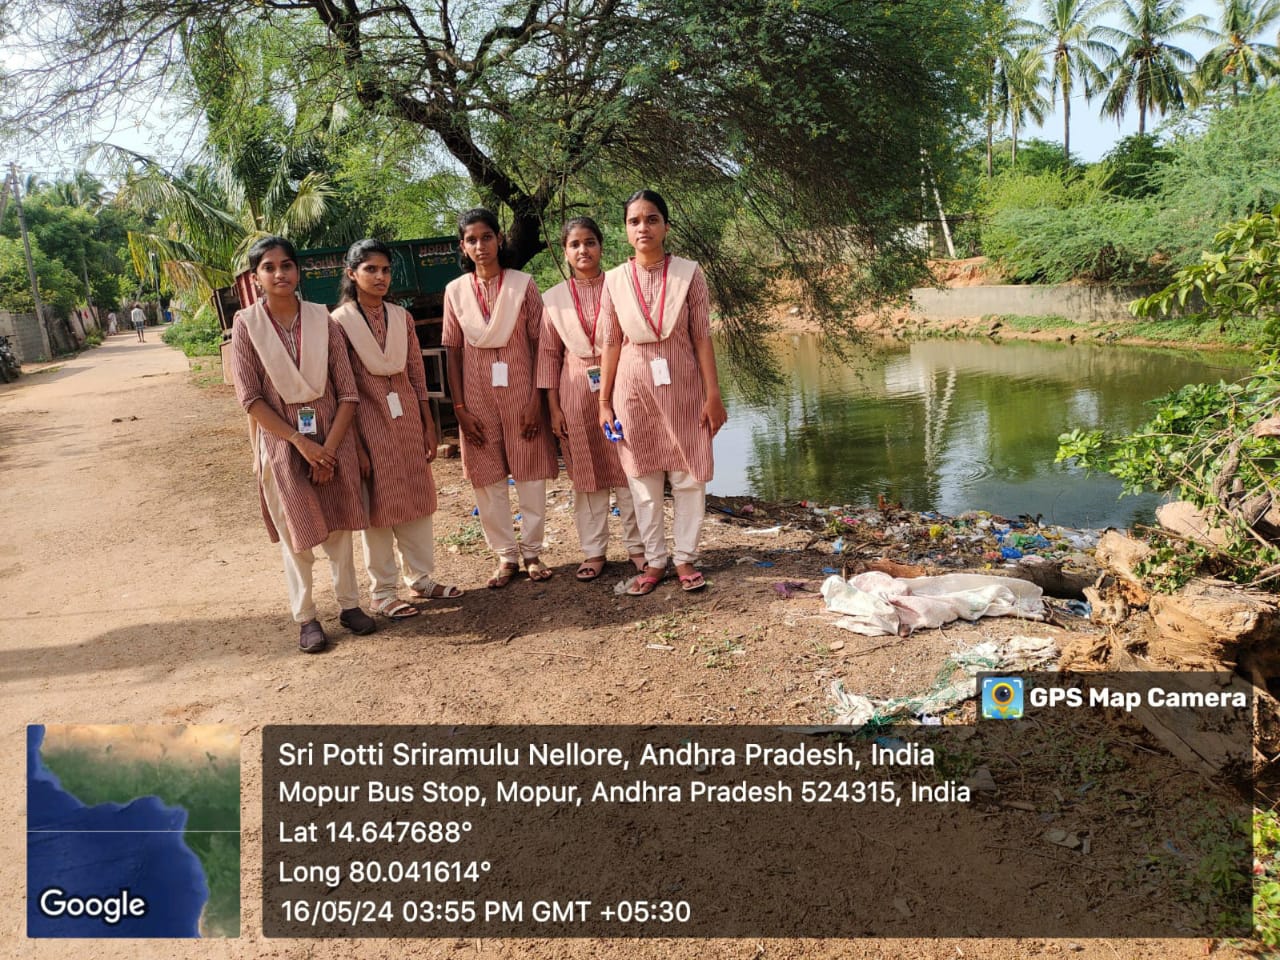 HORN
GPS Map Camera
Sri Potti Sriramulu Nellore, Andhra Pradesh, India
Mopur Bus Stop, Mopur, Andhra Pradesh 524315, India
Lat 14.647688°
Long 80.041614°
16/05/24 03:55 PM GMT +05:30
Google